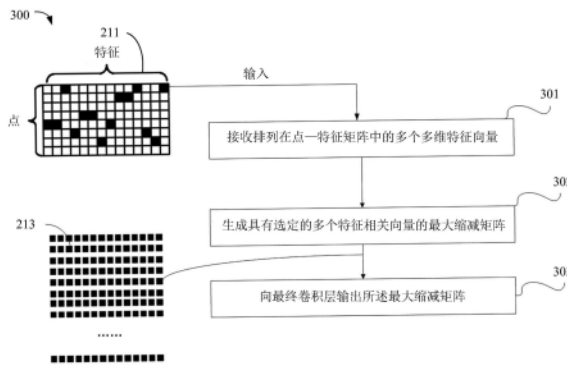 300
211
特征
输入
点
301
接收排列在点—特征矩阵中的多个多维特征向量
213
生成具有选定的多个特征相关向量的最大缩减矩阵
向最终卷积层输出所述最大缩减矩阵
……